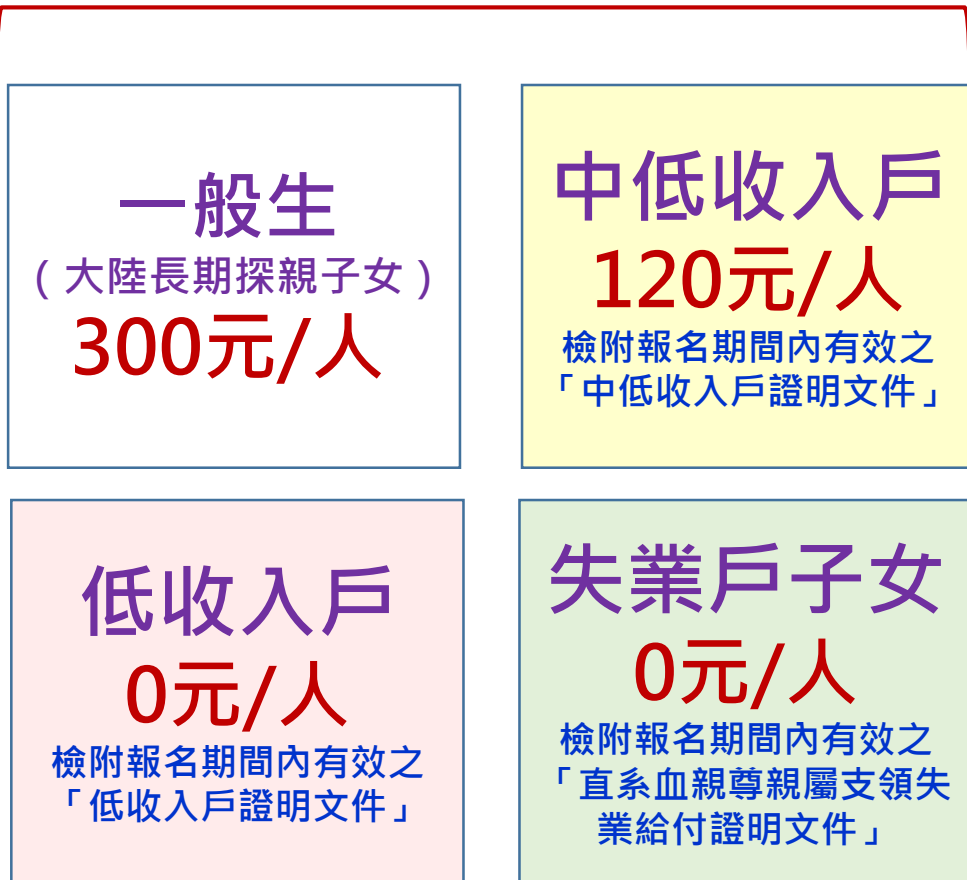 一般生
（大陸長期探親子女）
300元/人
中低收入戶
120元/人
檢附報名期間內有效之
「中低收入戶證明文件」
低收入戶
0元/人
檢附報名期間內有效之
「低收入戶證明文件」
失業戶子女
0元/人
檢附報名期間內有效之
「直系血親尊親屬支領失
業給付證明文件」